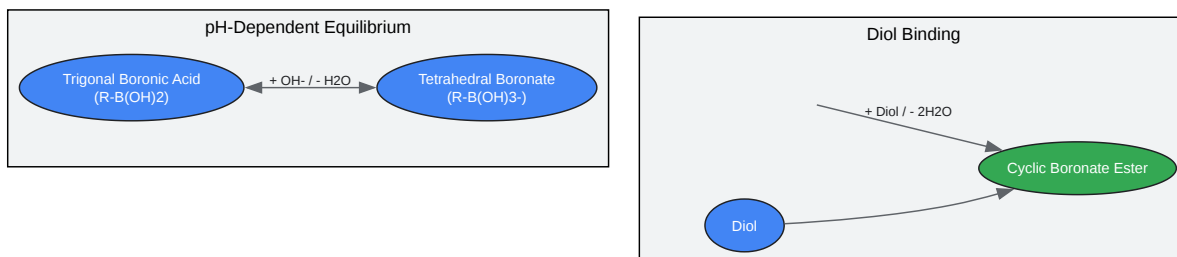 pH-Dependent Equilibrium
Trigonal Boronic Acid
(R-B(OH)2)
+ OH- / - H2O
Tetrahedral Boronate
(R-B(OH)3-)
Diol Binding
+ Diol / - 2H2O
Cyclic Boronate Ester
Diol